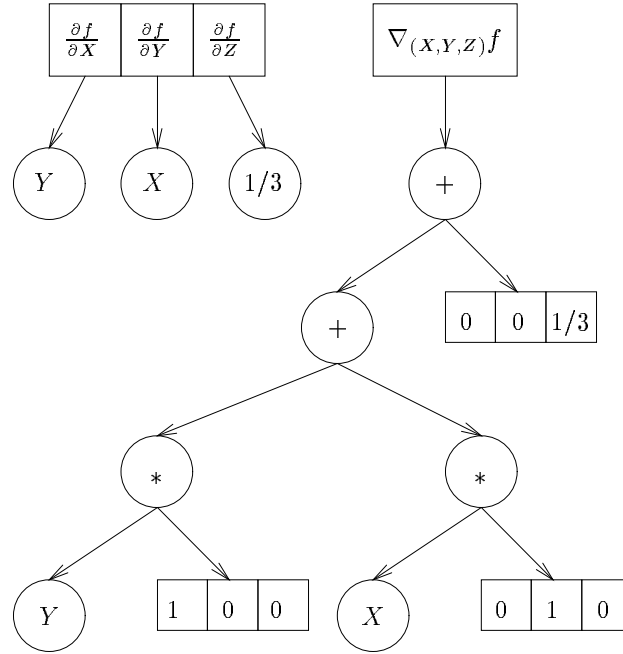 ∂f/∂X ∂f/∂Y ∂f/∂Z ∇(X,Y,Z)f
Y X 1/3 +
+ 0 0 1/3
* *
Y 1 0 0 X 0 1 0